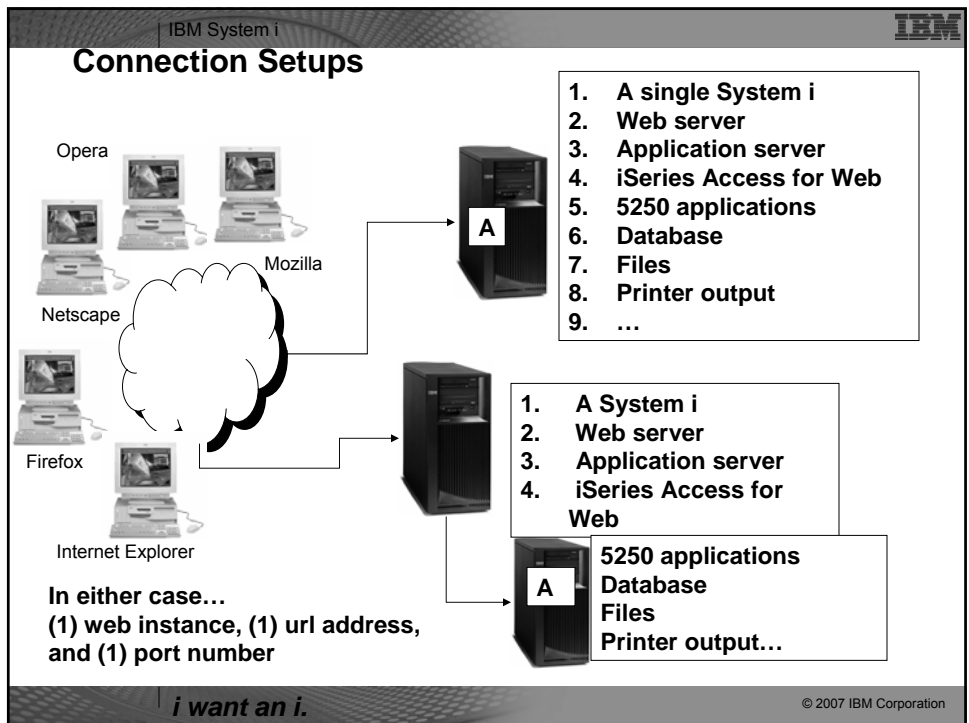 IBM System i
IBM
Connection Setups
Opera
Mozilla
Netscape
Firefox
Internet Explorer
A
1. A single System i
2. Web server
3. Application server
4. iSeries Access for Web
5. 5250 applications
6. Database
7. Files
8. Printer output
9. …
1. A System i
2. Web server
3. Application server
4. iSeries Access for
Web
A
5250 applications
Database
Files
Printer output…
In either case…
(1) web instance, (1) url address,
and (1) port number
i want an i.
© 2007 IBM Corporation